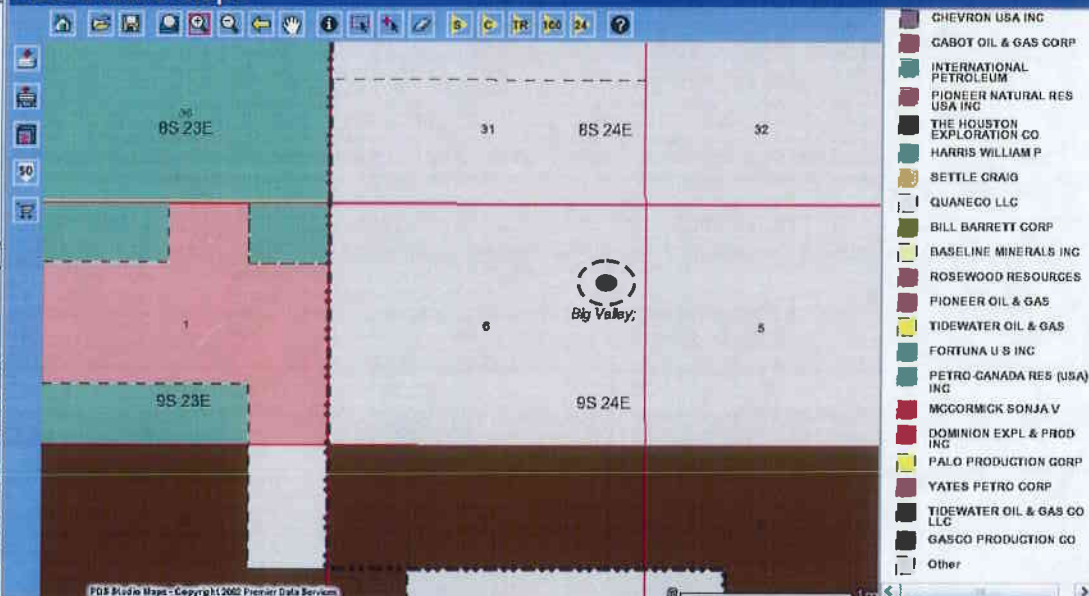 S C TR 100 24
$0
36
8S 23E
31
8S 24E
32
1
Big Valley;
6
5
9S 23E
9S 24E
PDS Studio Maps - Copyright 2002 Premier Data Services
CHEVRON USA INC
CABOT OIL & GAS CORP
INTERNATIONAL
PETROLEUM
PIONEER NATURAL RES
USA INC
THE HOUSTON
EXPLORATION CO
HARRIS WILLIAM P
SETTLE CRAIG
QUANECO LLC
BILL BARRETT CORP
BASELINE MINERALS INC
ROSEWOOD RESOURCES
PIONEER OIL & GAS
TIDEWATER OIL & GAS
FORTUNA U S INC
PETRO-CANADA RES (USA)
INC
MCCORMICK SONJA V
DOMINION EXPL & PROD
INC
PALO PRODUCTION CORP
YATES PETRO CORP
TIDEWATER OIL & GAS CO
LLC
GASCO PRODUCTION CO
Other